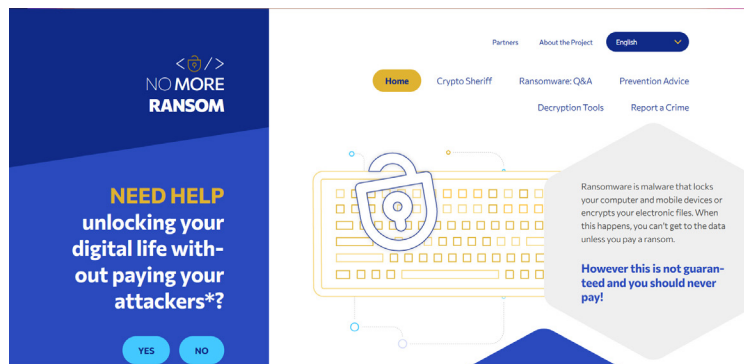 Partners About the Project English
</>
NO MORE
RANSOM
Home Crypto Sheriff Ransomware: Q&A Prevention Advice
Decryption Tools Report a Crime
NEED HELP
unlocking your
digital life with-
out paying your
attackers*?
YES NO
Ransomware is malware that locks
your computer and mobile devices or
encrypts your electronic files. When
this happens, you can't get to the data
unless you pay a ransom.
However this is not guaran-
teed and you should never
pay!